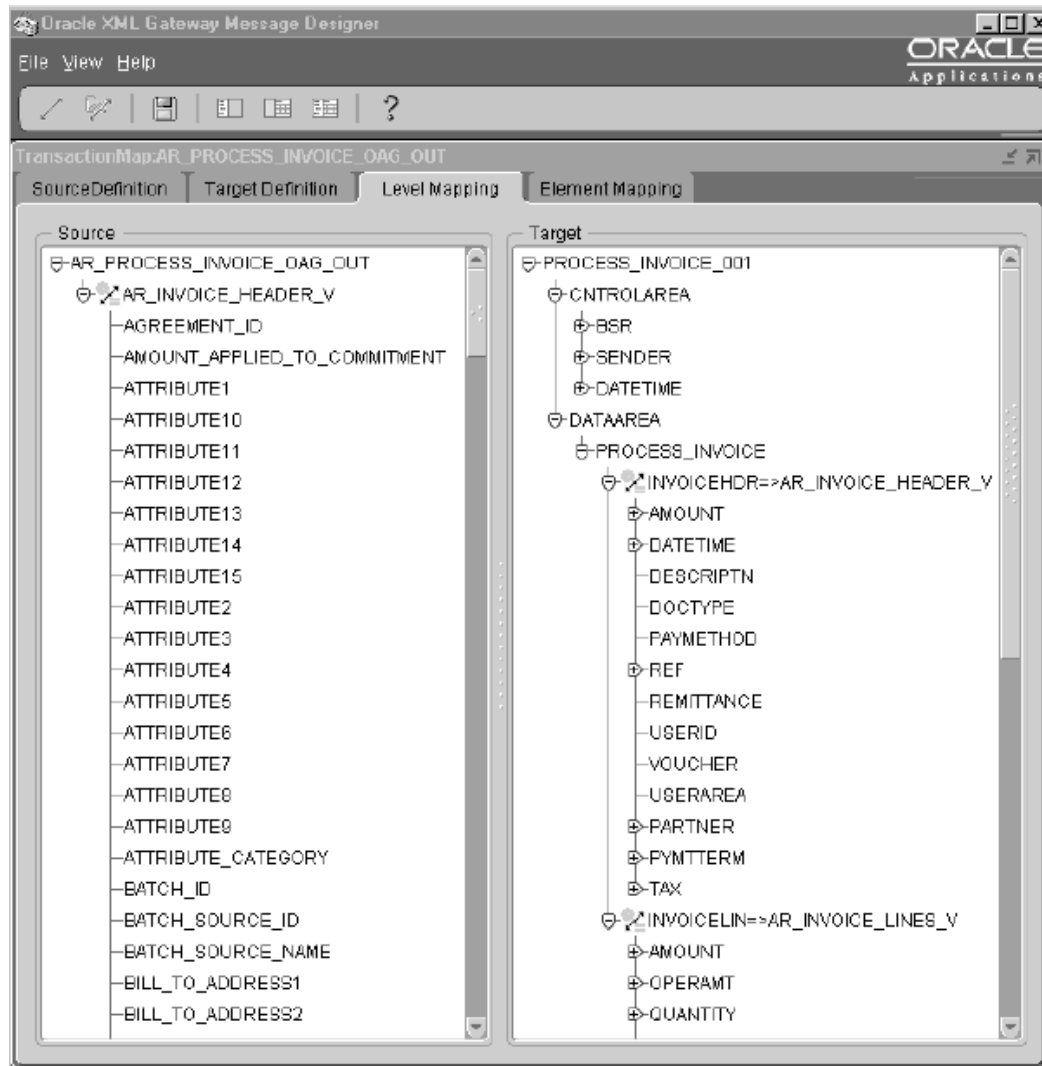 Oracle XML Gateway Message Designer
File View Help
ORACLE
Applications
?
TransactionMap:AR_PROCESS_INVOICE_OAG_OUT
SourceDefinition Target Definition Level Mapping Element Mapping
Source
AR_PROCESS_INVOICE_OAG_OUT
AR_INVOICE_HEADER_V
AGREEMENT_ID
AMOUNT_APPLIED_TO_COMMITMENT
ATTRIBUTE1
ATTRIBUTE10
ATTRIBUTE11
ATTRIBUTE12
ATTRIBUTE13
ATTRIBUTE14
ATTRIBUTE15
ATTRIBUTE2
ATTRIBUTE3
ATTRIBUTE4
ATTRIBUTE5
ATTRIBUTE6
ATTRIBUTE7
ATTRIBUTE8
ATTRIBUTE9
ATTRIBUTE_CATEGORY
BATCH_ID
BATCH_SOURCE_ID
BATCH_SOURCE_NAME
BILL_TO_ADDRESS1
BILL_TO_ADDRESS2
Target
PROCESS_INVOICE_001
CNTROLAREA
BSR
SENDER
DATETIME
DATAAREA
PROCESS_INVOICE
INVOICEHDR=>AR_INVOICE_HEADER_V
AMOUNT
DATETIME
DESCRIPTN
DOCTYPE
PAYMETHOD
REF
REMITTANCE
USERID
VOUCHER
USERAREA
PARTNER
PYMTTERM
TAX
INVOICELIN=>AR_INVOICE_LINES_V
AMOUNT
OPERAMT
QUANTITY